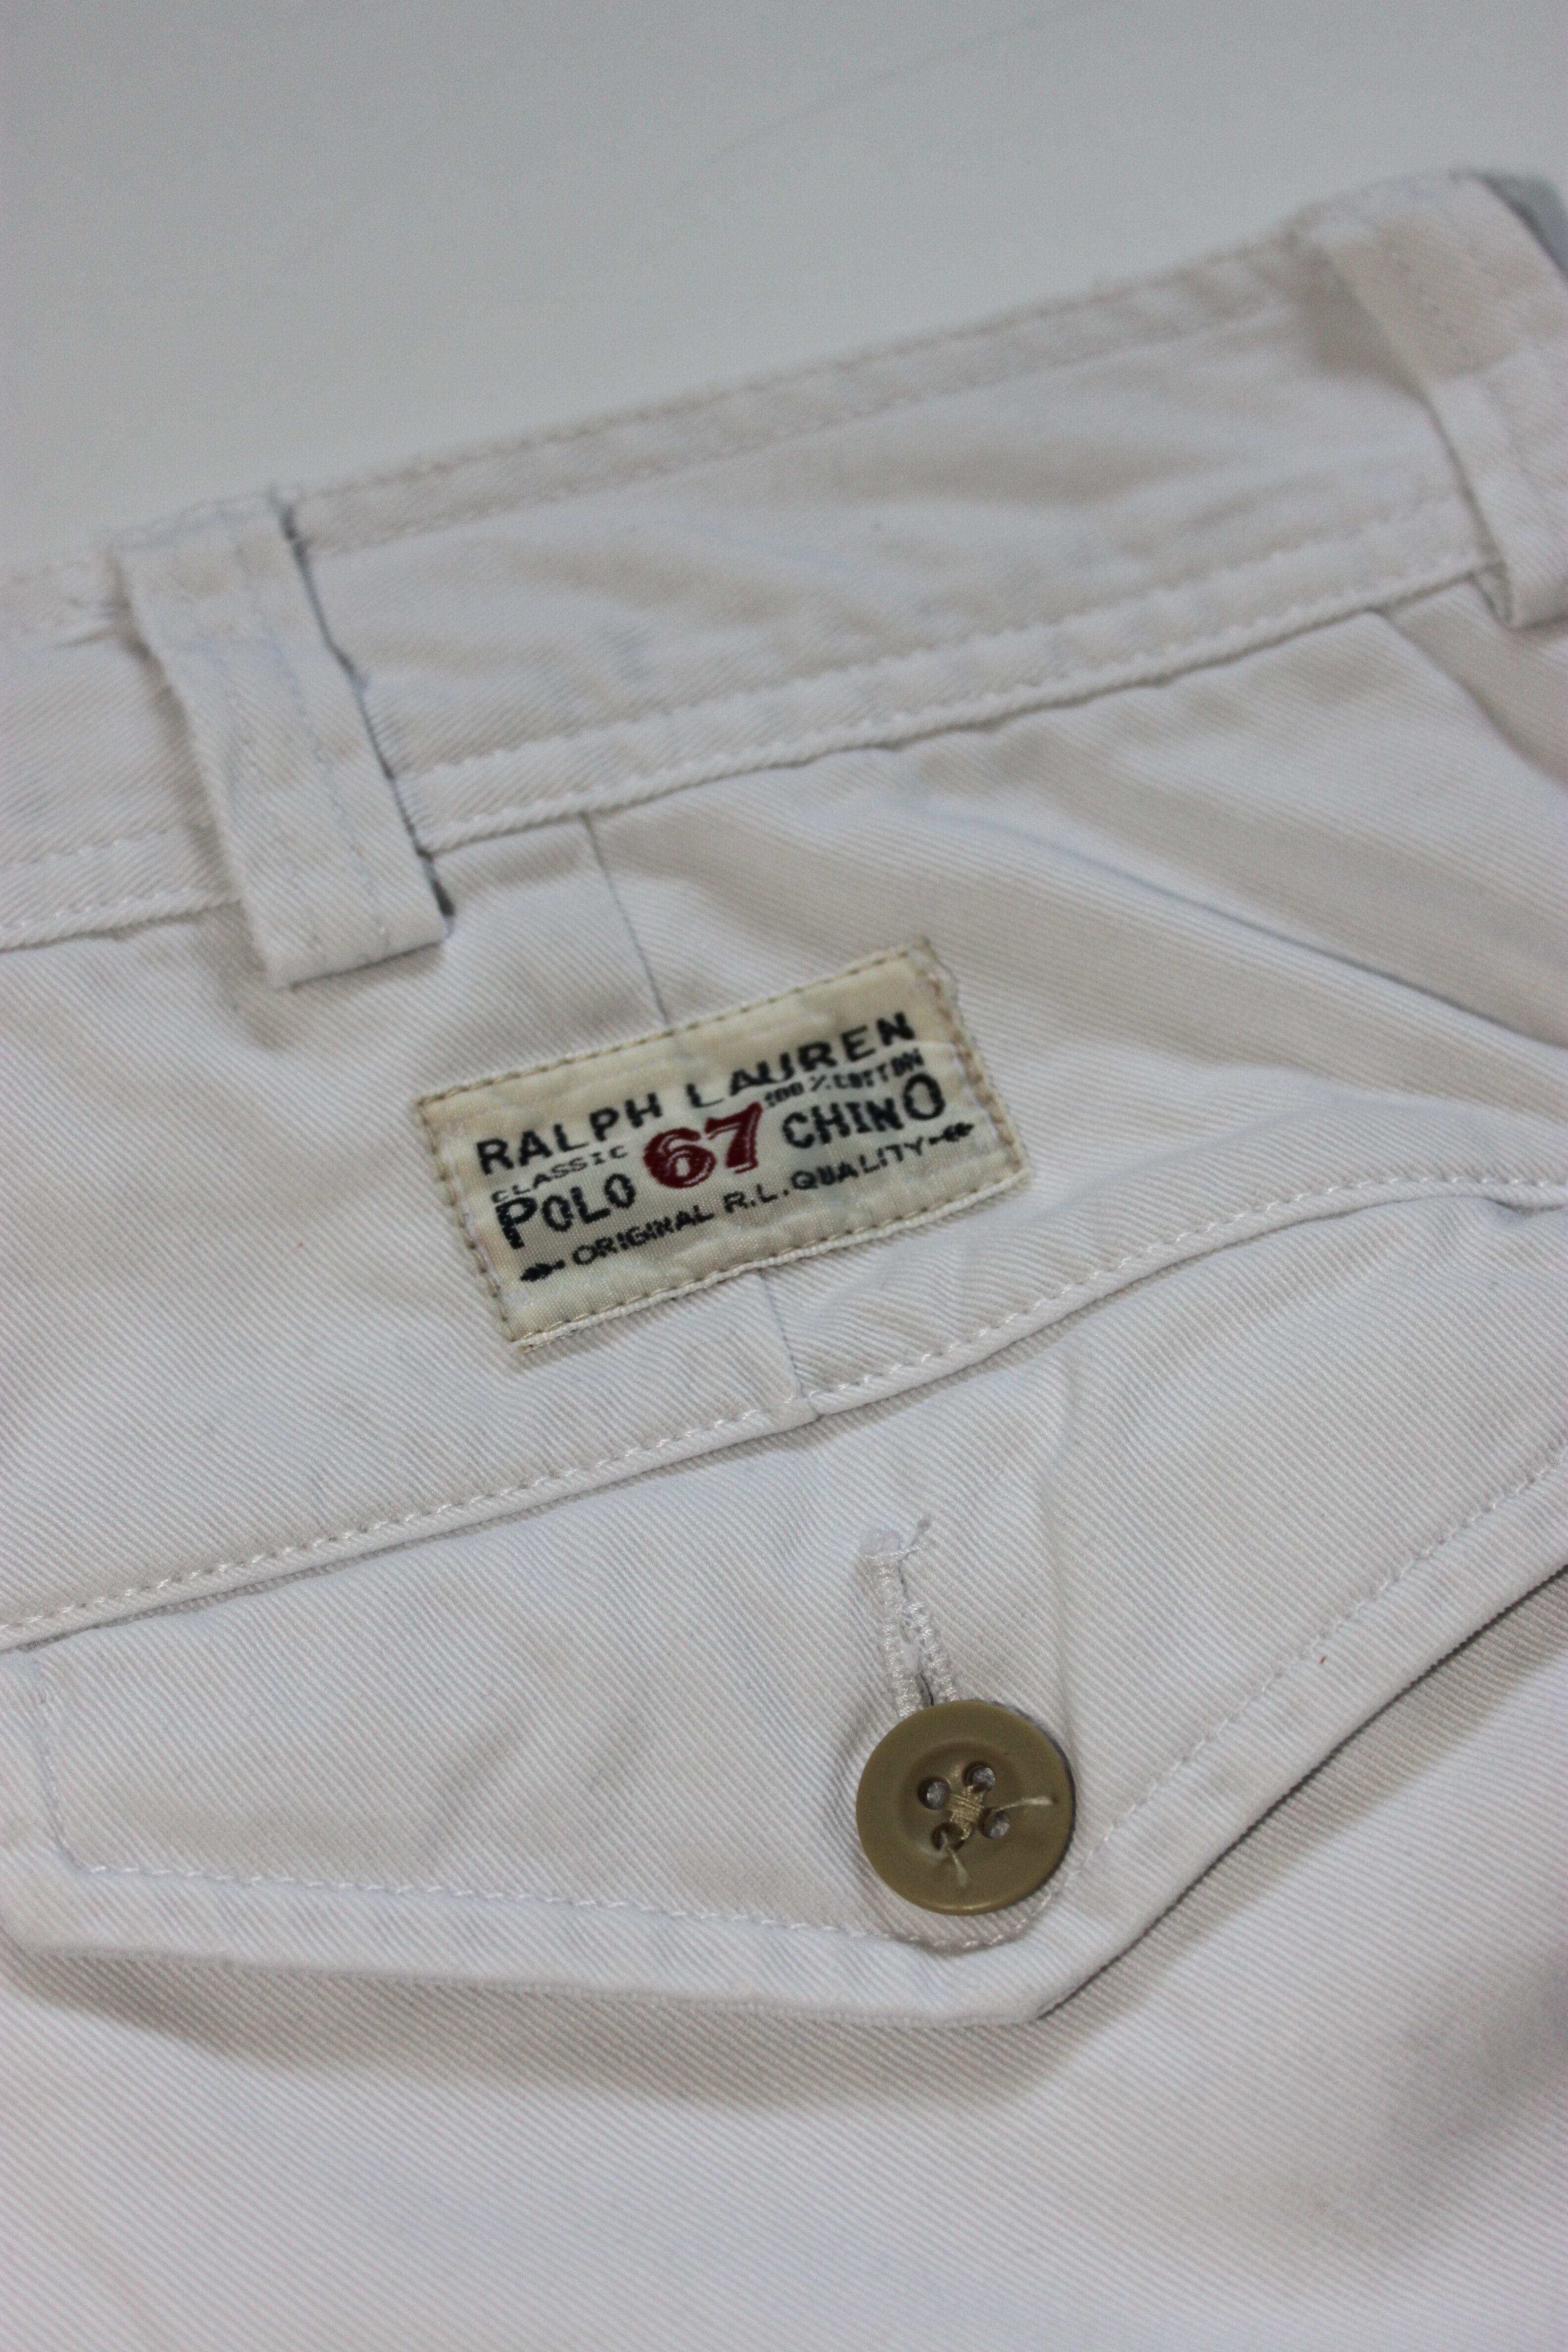 RALPH LAUREN
CLASSIC 100% COTTON
POLO 67 CHINO
ORIGINAL R.L. QUALITY